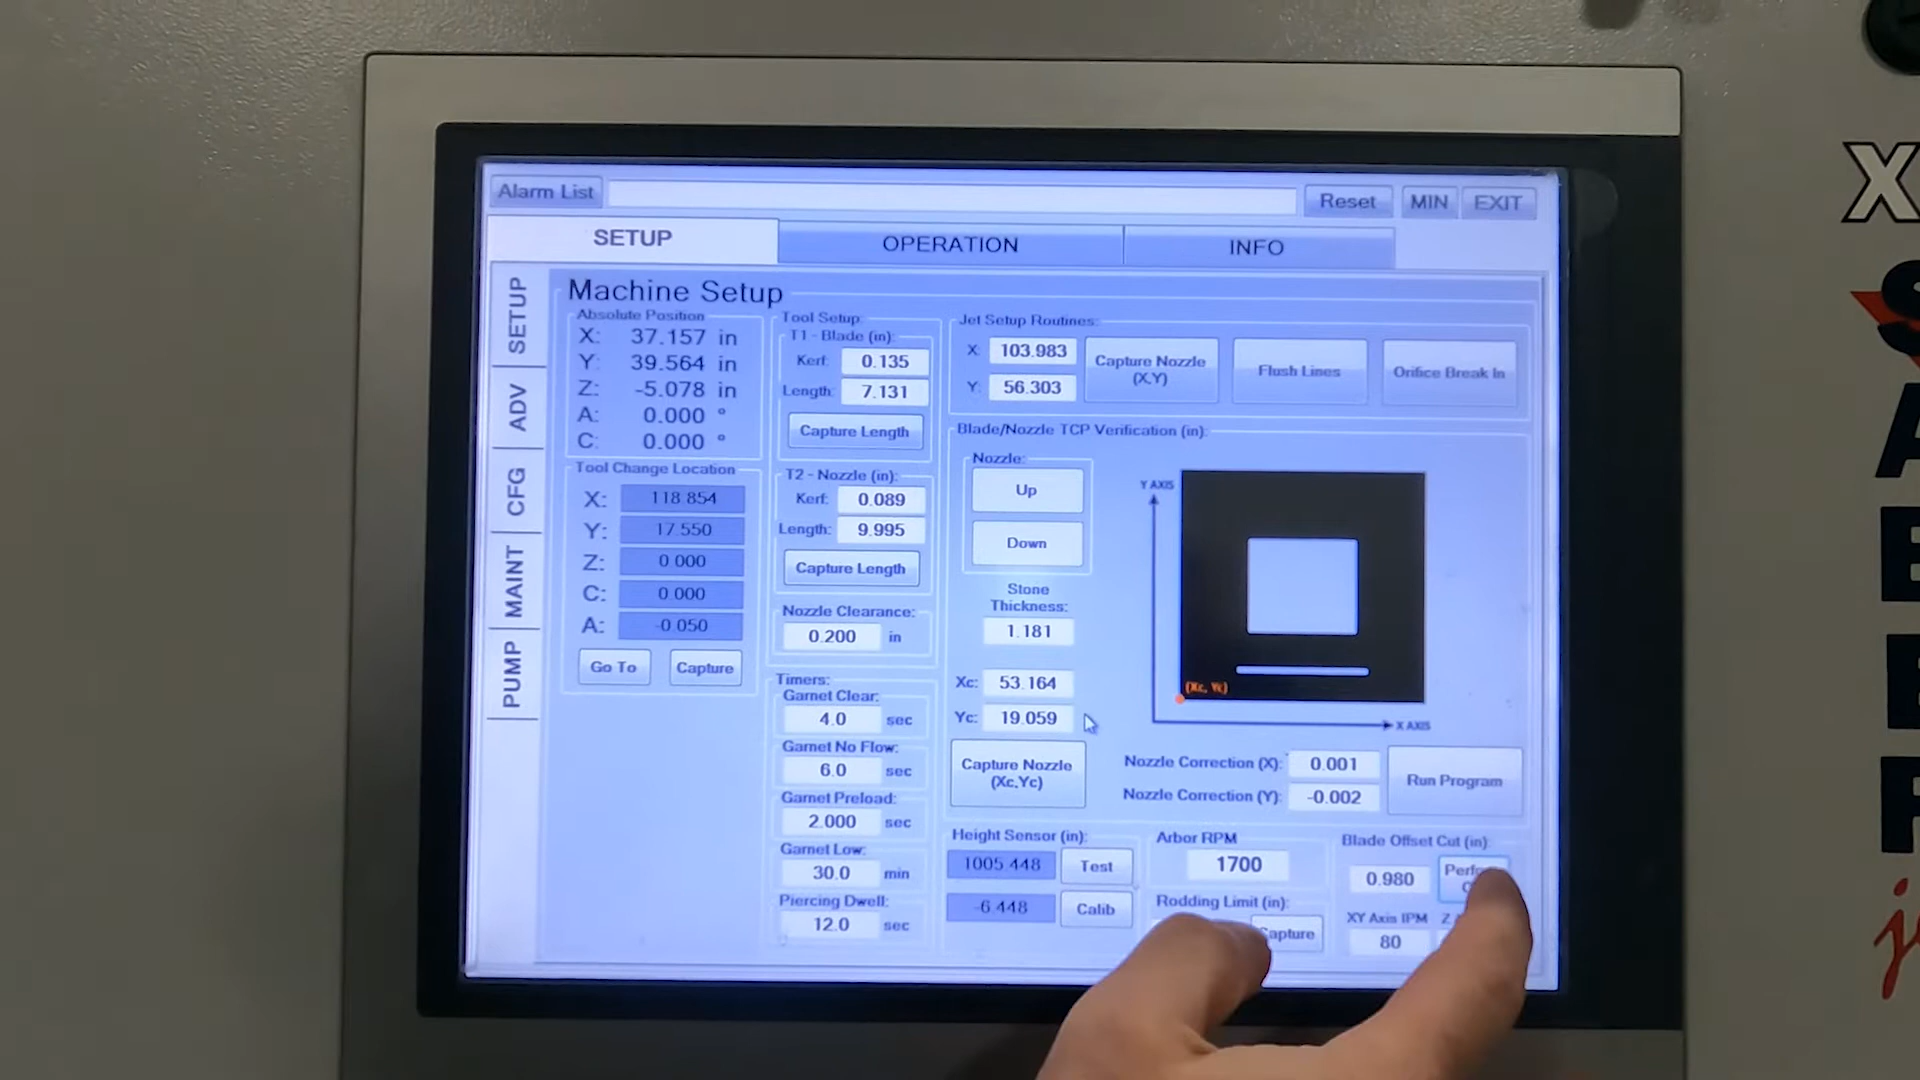 Alarm List
Reset
MIN
EXIT
SETUP
OPERATION
INFO
SETUP
ADV
CFG
MAINT
PUMP
Machine Setup
Absolute Position
X: 37.157 in
Y: 39.564 in
Z: -5.078 in
A: 0.000 °
C: 0.000 °
Tool Change Location
X: 118 854
Y: 17.550
Z: 0 000
C: 0 000
A: -0 050
Go To
Capture
Tool Setup:
T1 - Blade (in):
Kerf: 0.135
Length: 7.131
Capture Length
T2 - Nozzle (in):
Kerf: 0.089
Length: 9.995
Capture Length
Nozzle Clearance:
0.200 in
Timers:
Garnet Clear:
4.0 sec
Garnet No Flow:
6.0 sec
Garnet Preload:
2.000 sec
Garnet Low:
30.0 min
Piercing Dwell:
12.0 sec
Jet Setup Routines:
X: 103.983
Y: 56.303
Capture Nozzle
(X,Y)
Flush Lines
Orifice Break In
Blade/Nozzle TCP Verification (in):
Nozzle:
Up
Down
Stone
Thickness:
1.181
Xc: 53.164
Yc: 19.059
Capture Nozzle
(Xc,Yc)
Y AXIS
(Xc, Yc)
X AXIS
Nozzle Correction (X): 0.001
Nozzle Correction (Y): -0.002
Run Program
Height Sensor (in):
1005 448
Test
-6.448
Calib
Arbor RPM
1700
Rodding Limit (in):
Capture
Blade Offset Cut (in):
0.980
XY Axis IPM Z
80
X
SABER
j